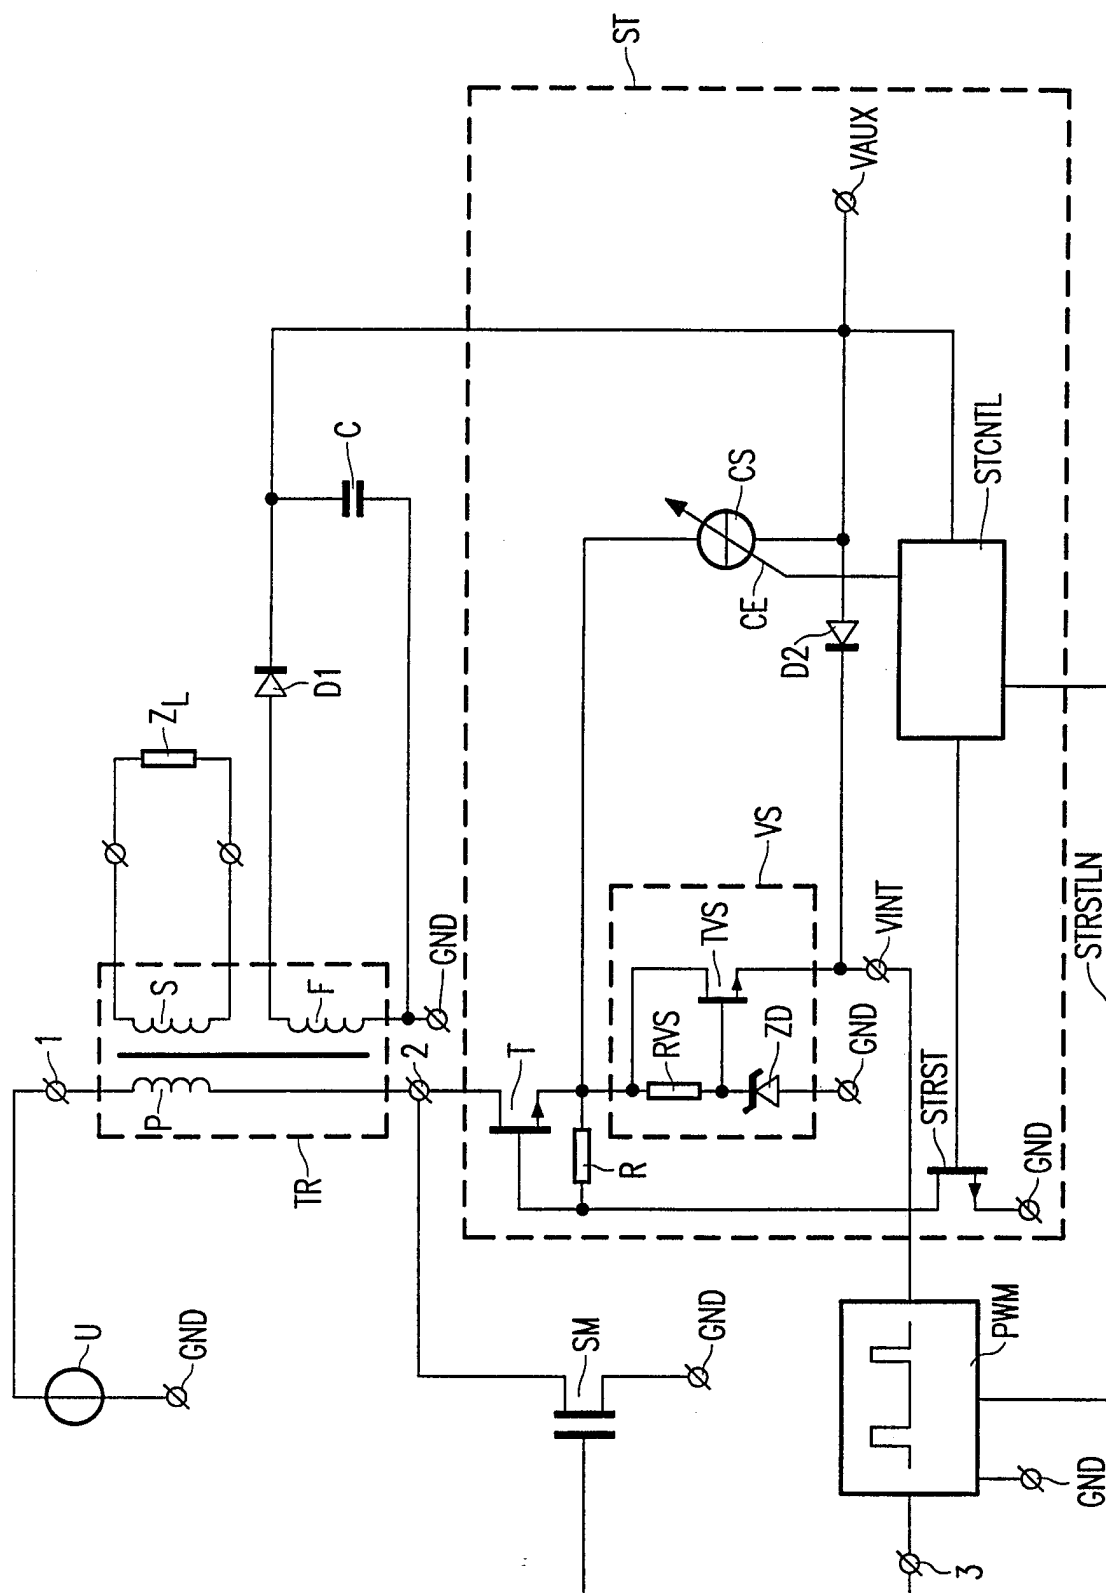 ST
VAUX
C
CS
CE
STCNTL
D2
D1
Z_L
VS
S
F
GND
TVS
VINT
STRSTLN
1
P
2
T
RVS
ZD
GND
STRST
TR
R
GND
U
GND
SM
GND
PWM
GND
3